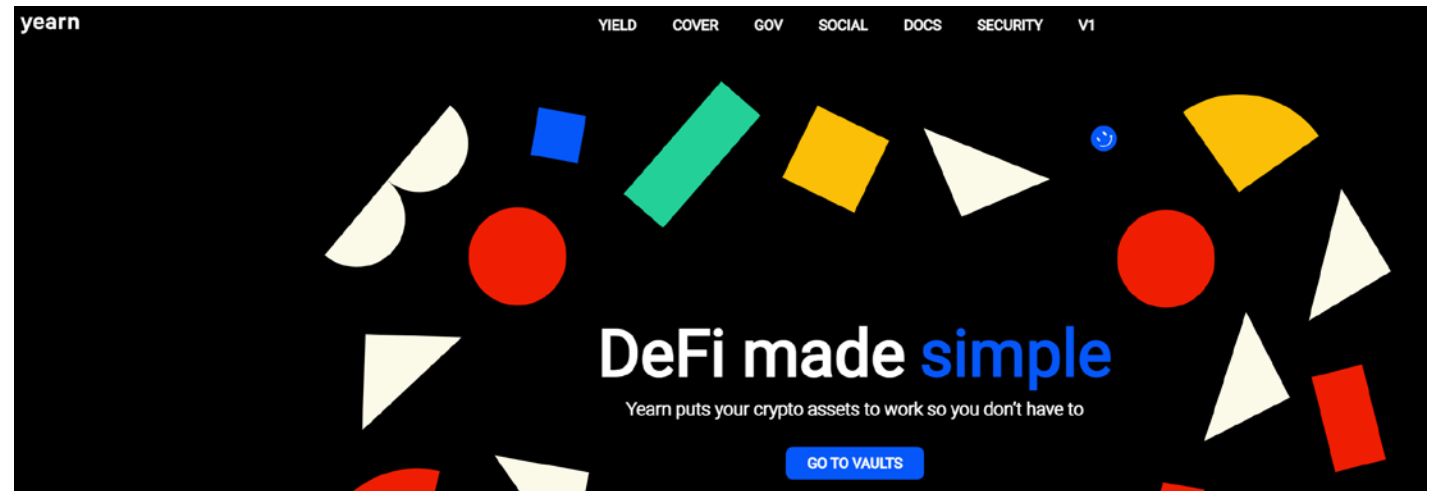 yearn
YIELD COVER GOV SOCIAL DOCS SECURITY V1
DeFi made simple
Yearn puts your crypto assets to work so you don't have to
GO TO VAULTS